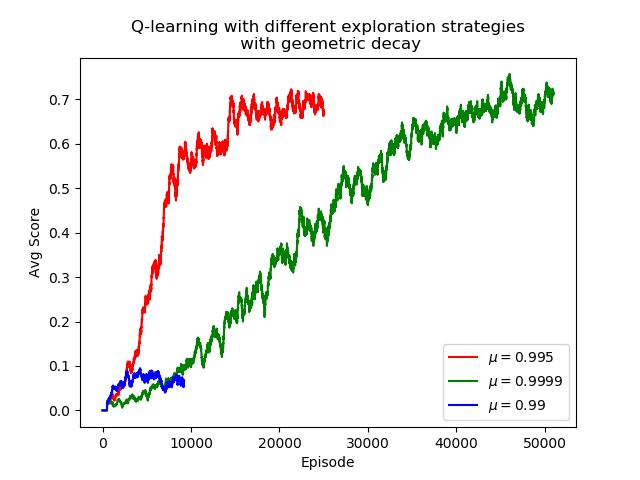 Q-learning with different exploration strategies
with geometric decay
Avg Score
0.7
0.6
0.5
0.4
0.3
0.2
0.1
0.0
0 10000 20000 30000 40000 50000
Episode
μ = 0.995
μ = 0.9999
μ = 0.99